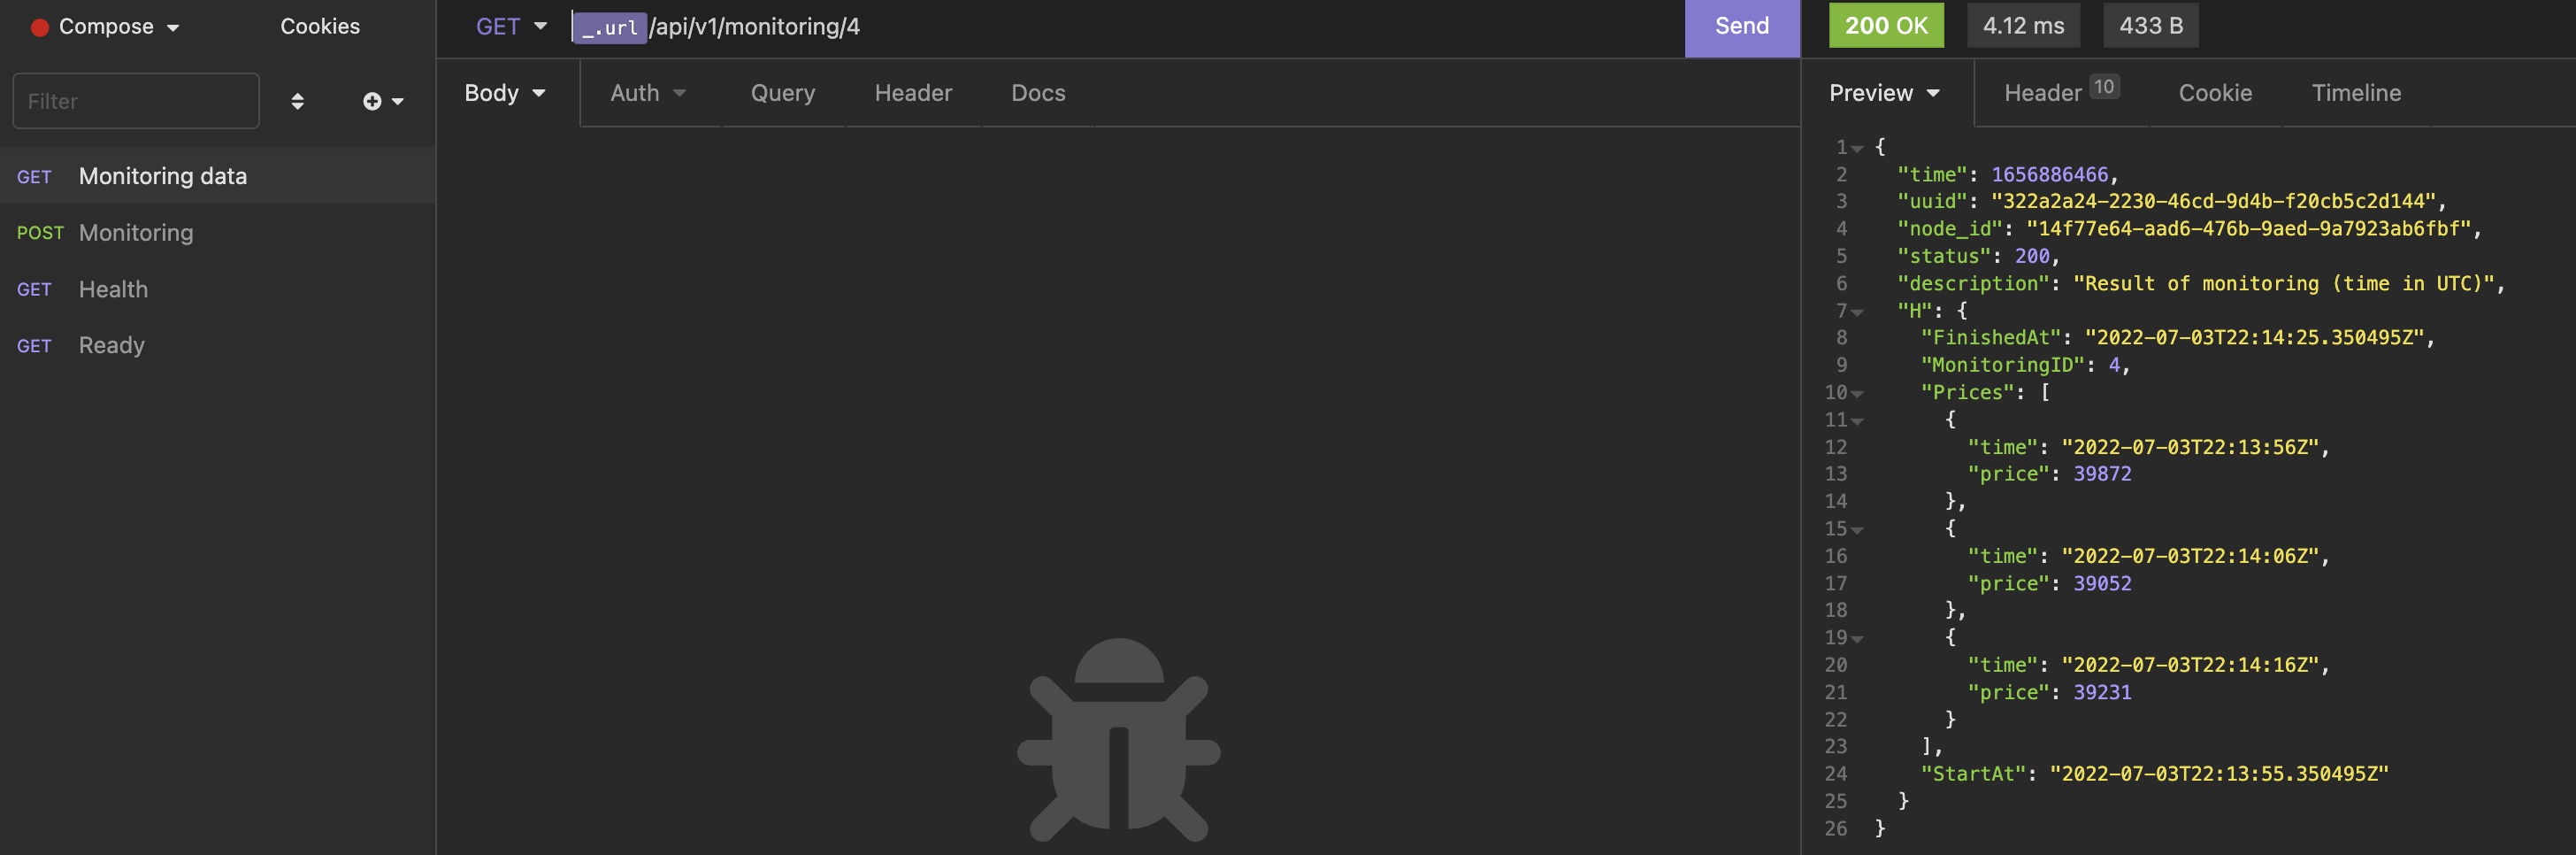 Compose
Cookies
GET
_.url/api/v1/monitoring/4
Send
200 OK
4.12 ms
433 B
Filter
Body
Auth
Query
Header
Docs
Preview
Header 10
Cookie
Timeline
GET Monitoring data
POST Monitoring
GET Health
GET Ready
1 {
2 "time": 1656886466,
3 "uuid": "322a2a24-2230-46cd-9d4b-f20cb5c2d144",
4 "node_id": "14f77e64-aad6-476b-9aed-9a7923ab6fbf",
5 "status": 200,
6 "description": "Result of monitoring (time in UTC)",
7 "H": {
8 "FinishedAt": "2022-07-03T22:14:25.350495Z",
9 "MonitoringID": 4,
10 "Prices": [
11 {
12 "time": "2022-07-03T22:13:56Z",
13 "price": 39872
14 },
15 {
16 "time": "2022-07-03T22:14:06Z",
17 "price": 39052
18 },
19 {
20 "time": "2022-07-03T22:14:16Z",
21 "price": 39231
22 }
23 ],
24 "StartAt": "2022-07-03T22:13:55.350495Z"
25 }
26 }